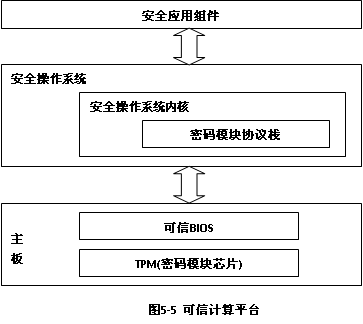 安全应用组件
安全操作系统
安全操作系统内核
密码模块协议栈
主板
可信BIOS
TPM(密码模块芯片)
图5-5 可信计算平台